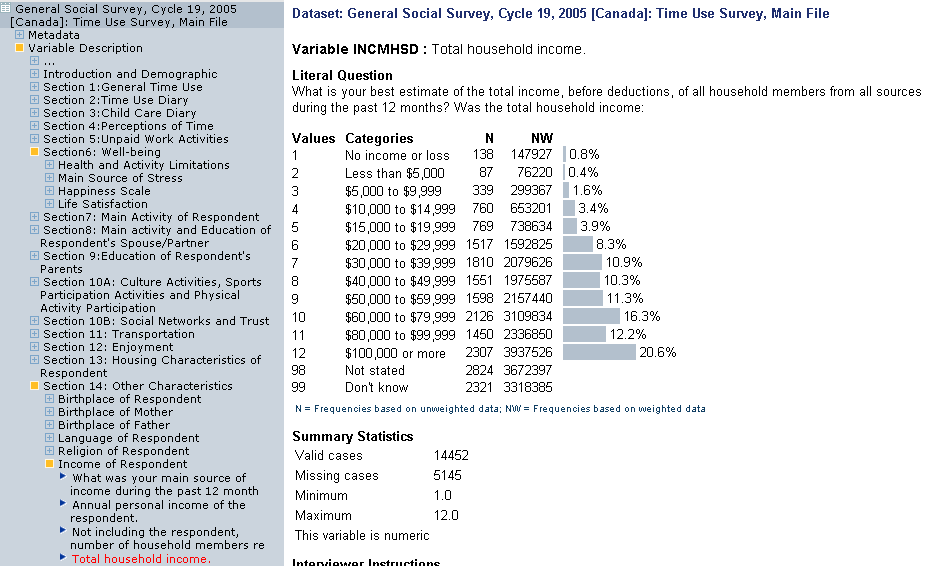 General Social Survey, Cycle 19, 2005
[Canada]: Time Use Survey, Main File
Metadata
Variable Description
...
Introduction and Demographic
Section 1:General Time Use
Section 2:Time Use Diary
Section 3:Child Care Diary
Section 4:Perceptions of Time
Section 5:Unpaid Work Activities
Section6: Well-being
Health and Activity Limitations
Main Source of Stress
Happiness Scale
Life Satisfaction
Section7: Main Activity of Respondent
Section8: Main activity and Education of
Respondent's Spouse/Partner
Section 9:Education of Respondent's
Parents
Section 10A: Culture Activities, Sports
Participation Activities and Physical
Activity Participation
Section 10B: Social Networks and Trust
Section 11: Transportation
Section 12: Enjoyment
Section 13: Housing Characteristics of
Respondent
Section 14: Other Characteristics
Birthplace of Respondent
Birthplace of Mother
Birthplace of Father
Language of Respondent
Religion of Respondent
Income of Respondent
What was your main source of
income during the past 12 month
Annual personal income of the
respondent.
Not including the respondent,
number of household members re
Total household income.
Dataset: General Social Survey, Cycle 19, 2005 [Canada]: Time Use Survey, Main File
Variable INCMHSD : Total household income.
Literal Question
What is your best estimate of the total income, before deductions, of all household members from all sources
during the past 12 months? Was the total household income:
Values Categories N NW
1 No income or loss 138 147927 0.8%
2 Less than $5,000 87 76220 0.4%
3 $5,000 to $9,999 339 299367 1.6%
4 $10,000 to $14,999 760 653201 3.4%
5 $15,000 to $19,999 769 738634 3.9%
6 $20,000 to $29,999 1517 1592825 8.3%
7 $30,000 to $39,999 1810 2079626 10.9%
8 $40,000 to $49,999 1551 1975587 10.3%
9 $50,000 to $59,999 1598 2157440 11.3%
10 $60,000 to $79,999 2126 3109834 16.3%
11 $80,000 to $99,999 1450 2336850 12.2%
12 $100,000 or more 2307 3937526 20.6%
98 Not stated 2824 3672397
99 Don't know 2321 3318385
N = Frequencies based on unweighted data; NW = Frequencies based on weighted data
Summary Statistics
Valid cases 14452
Missing cases 5145
Minimum 1.0
Maximum 12.0
This variable is numeric
Interviewer Instructions